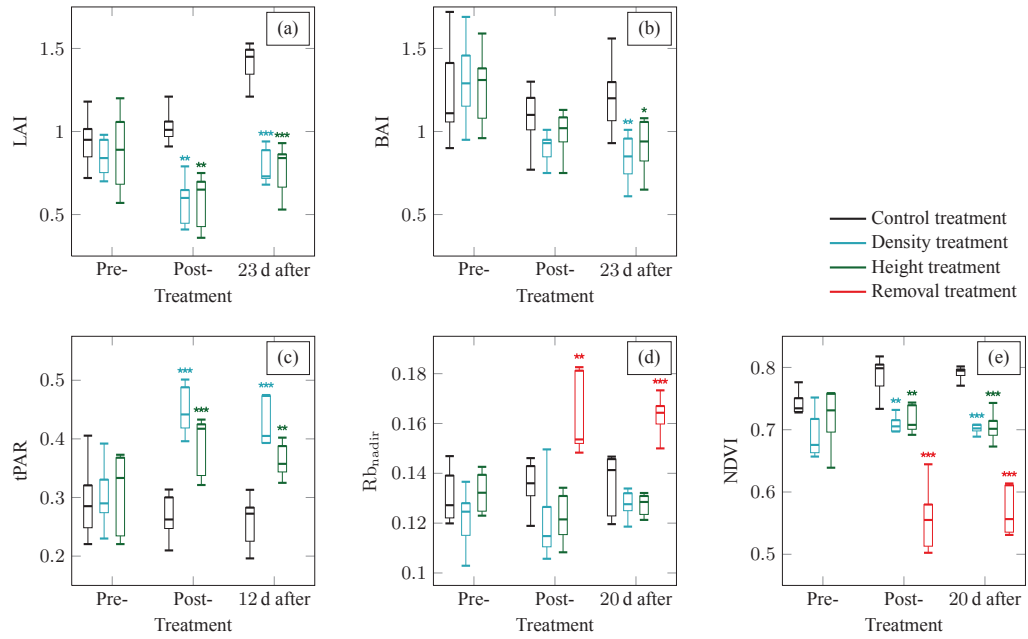 (a)
1.5
1
0.5
LAI
** ** *** ***
Pre- Post- 23 d after
Treatment
(b)
1.5
1
0.5
BAI
** *
Pre- Post- 23 d after
Treatment
Control treatment
Density treatment
Height treatment
Removal treatment
(c)
0.5
0.4
0.3
0.2
tPAR
*** *** *** **
Pre- Post- 12 d after
Treatment
(d)
0.18
0.16
0.14
0.12
0.1
Rbnadir
** ***
Pre- Post- 20 d after
Treatment
(e)
0.8
0.7
0.6
0.5
NDVI
** ** *** *** *** ***
Pre- Post- 20 d after
Treatment